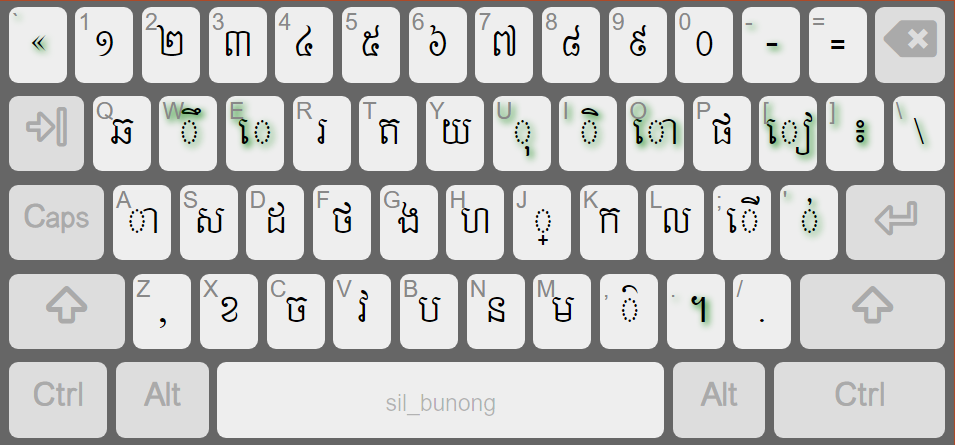 ` « 1 ១ 2 ២ 3 ៣ 4 ៤ 5 ៥ 6 ៦ 7 ៧ 8 ៨ 9 ៩ 0 ០ - - = =
Q ឆ W ◌ឹ E េ R រ T ត Y យ U ◌ុ I ◌ិ O ោ P ផ [ ៀ ] ៖ \ \
Caps A ា S ស D ដ F ថ G ង H ហ J ◌្ K ក L ល ; ើ ' ◌់
Z , X ខ C ច V វ B ប N ន M ម , . ។ / .
Ctrl Alt sil_bunong Alt Ctrl